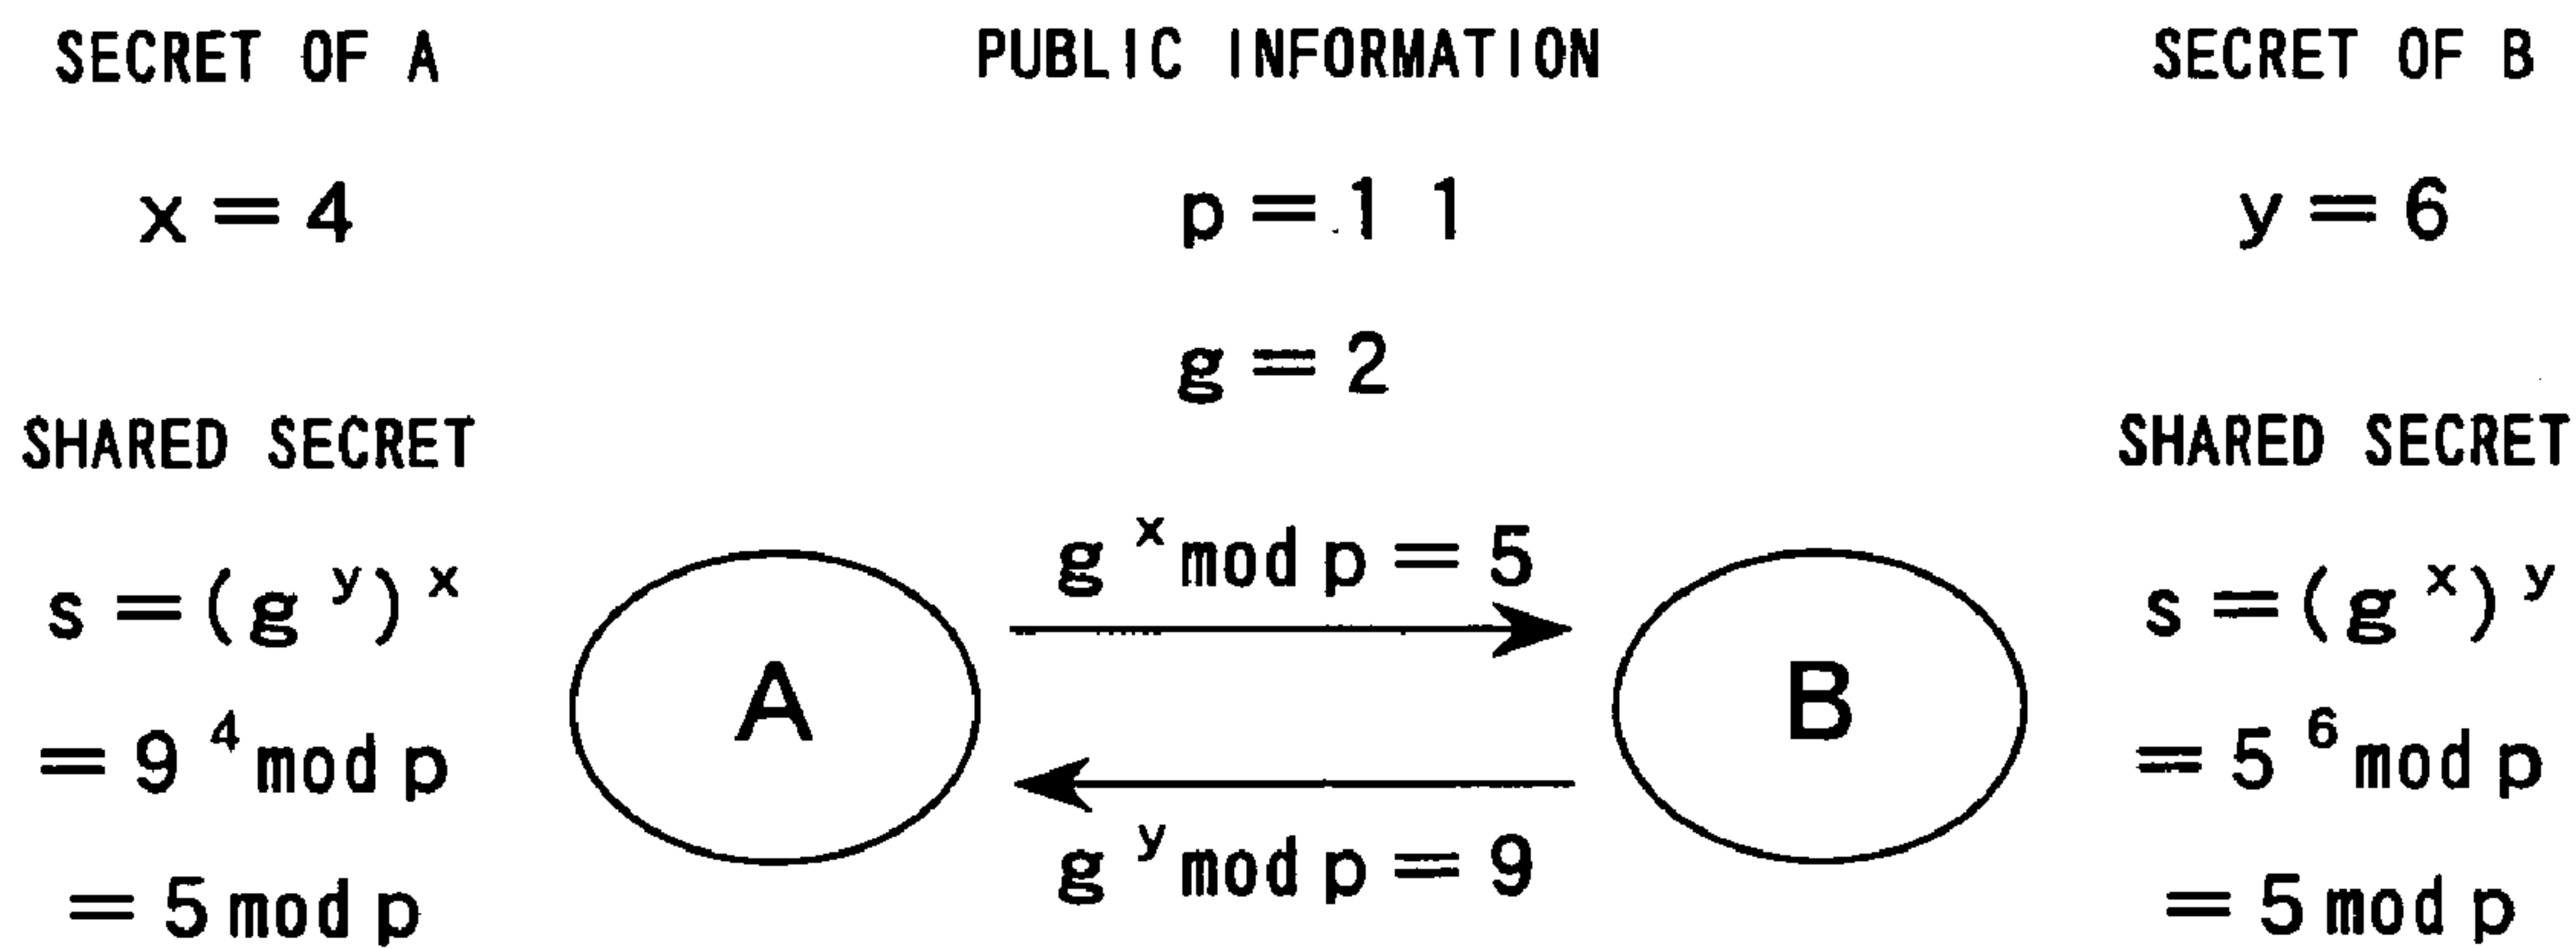 SECRET OF A
x = 4
SHARED SECRET
s = (g^y)^x
= 9^4 mod p
= 5 mod p
PUBLIC INFORMATION
p = 11
g = 2
A
g^x mod p = 5
g^y mod p = 9
B
SECRET OF B
y = 6
SHARED SECRET
s = (g^x)^y
= 5^6 mod p
= 5 mod p